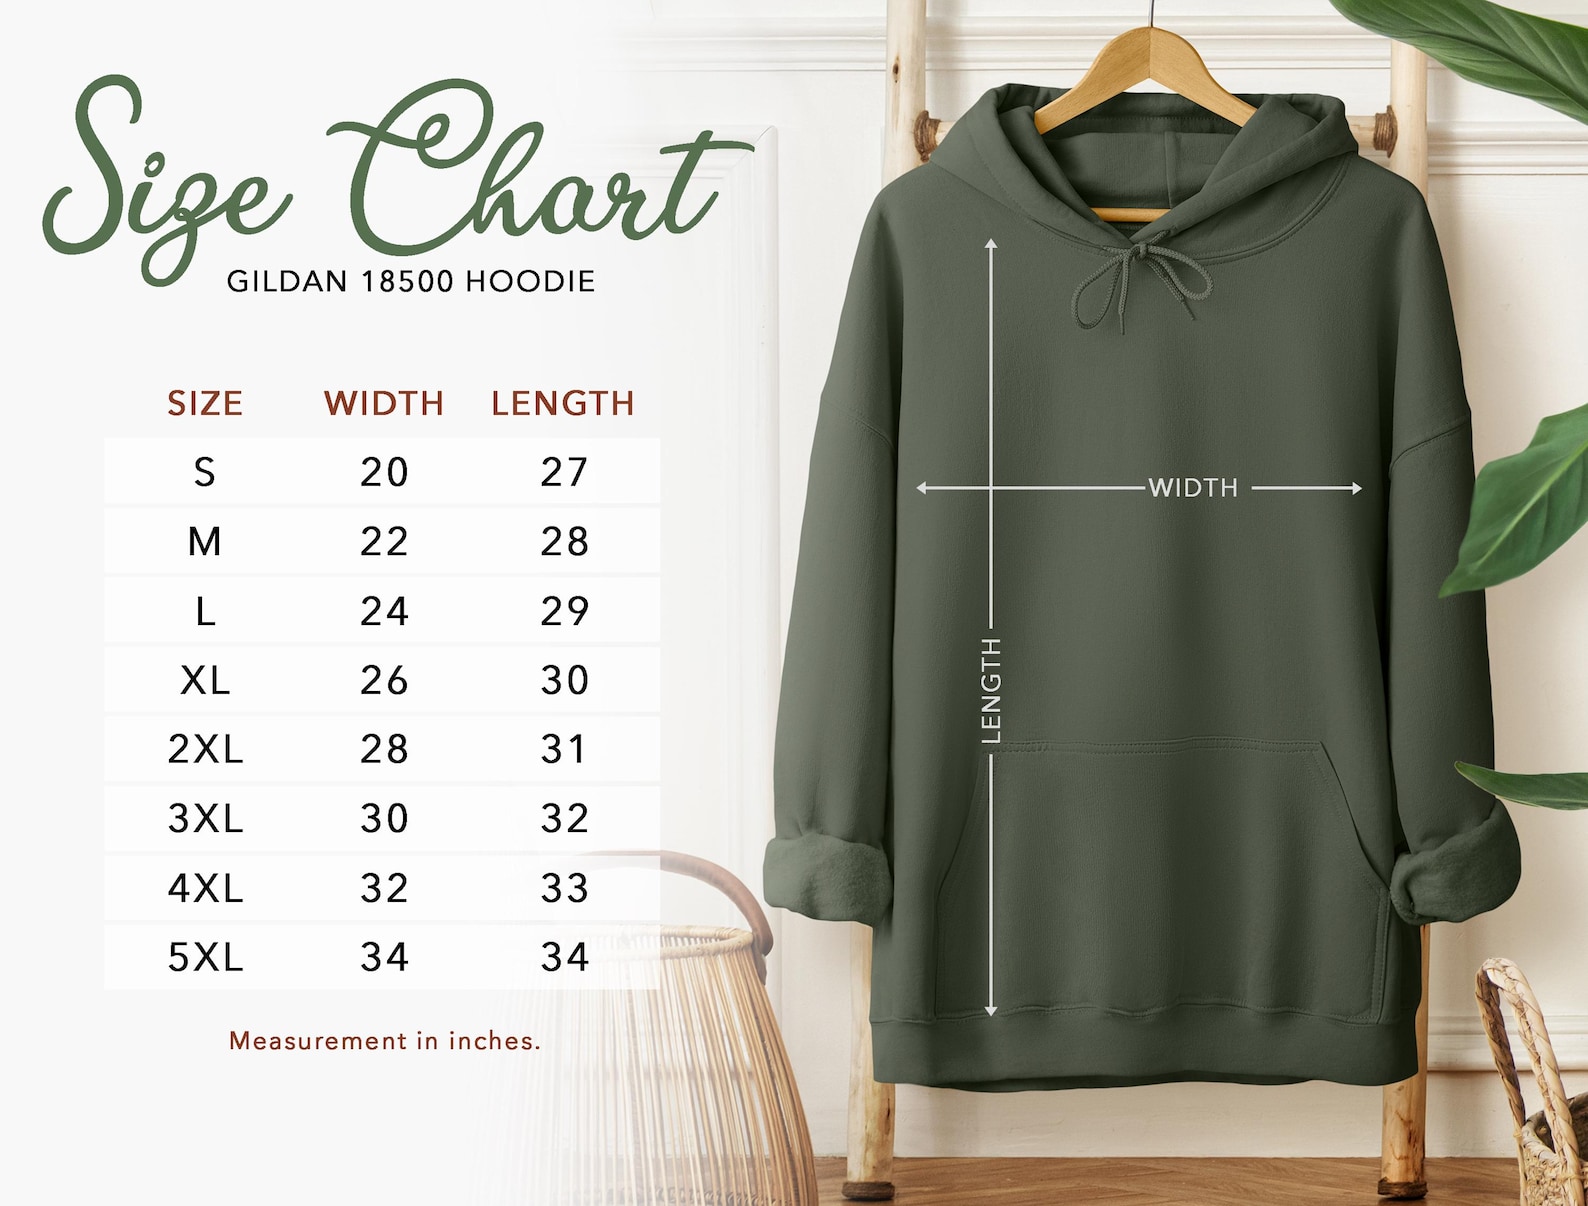 Size Chart
GILDAN 18500 HOODIE
SIZE WIDTH LENGTH
S 20 27
M 22 28
L 24 29
XL 26 30
2XL 28 31
3XL 30 32
4XL 32 33
5XL 34 34
Measurement in inches.
WIDTH
LENGTH